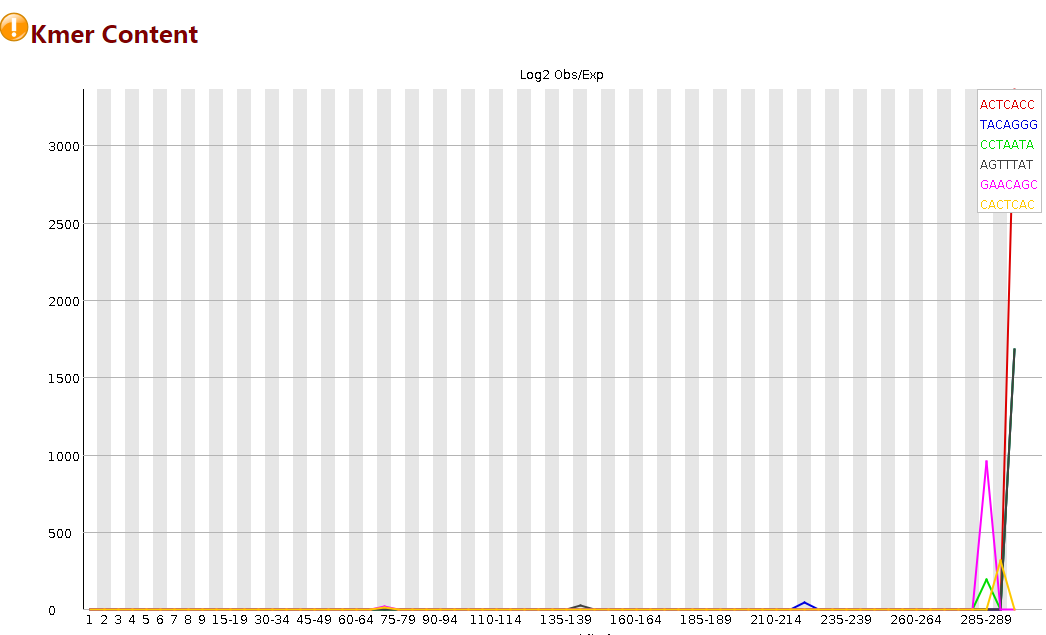 Kmer Content
Log2 Obs/Exp
ACTCACC
TACAGGG
CCTAATA
AGTTTAT
GAACAGC
CACTCAC
3000
2500
2000
1500
1000
500
0
1 2 3 4 5 6 7 8 9 15-19 30-34 45-49 60-64 75-79 90-94 110-114 135-139 160-164 185-189 210-214 235-239 260-264 285-289